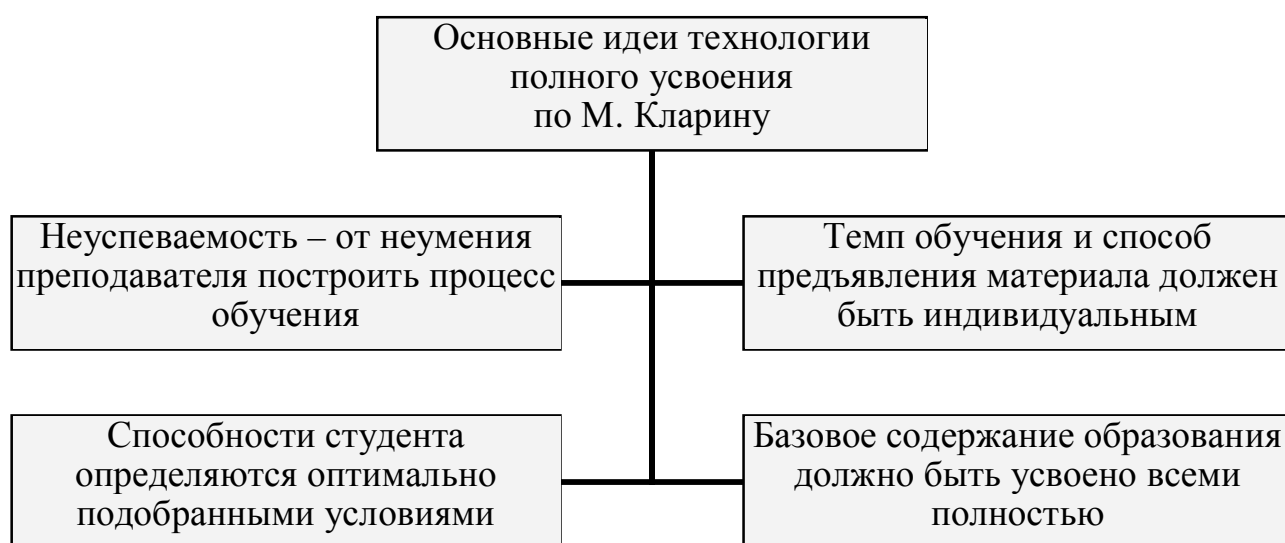 Основные идеи технологии
полного усвоения
по М. Кларину
Неуспеваемость – от неумения
преподавателя построить процесс
обучения
Темп обучения и способ
предъявления материала должен
быть индивидуальным
Способности студента
определяются оптимально
подобранными условиями
Базовое содержание образования
должно быть усвоено всеми
полностью